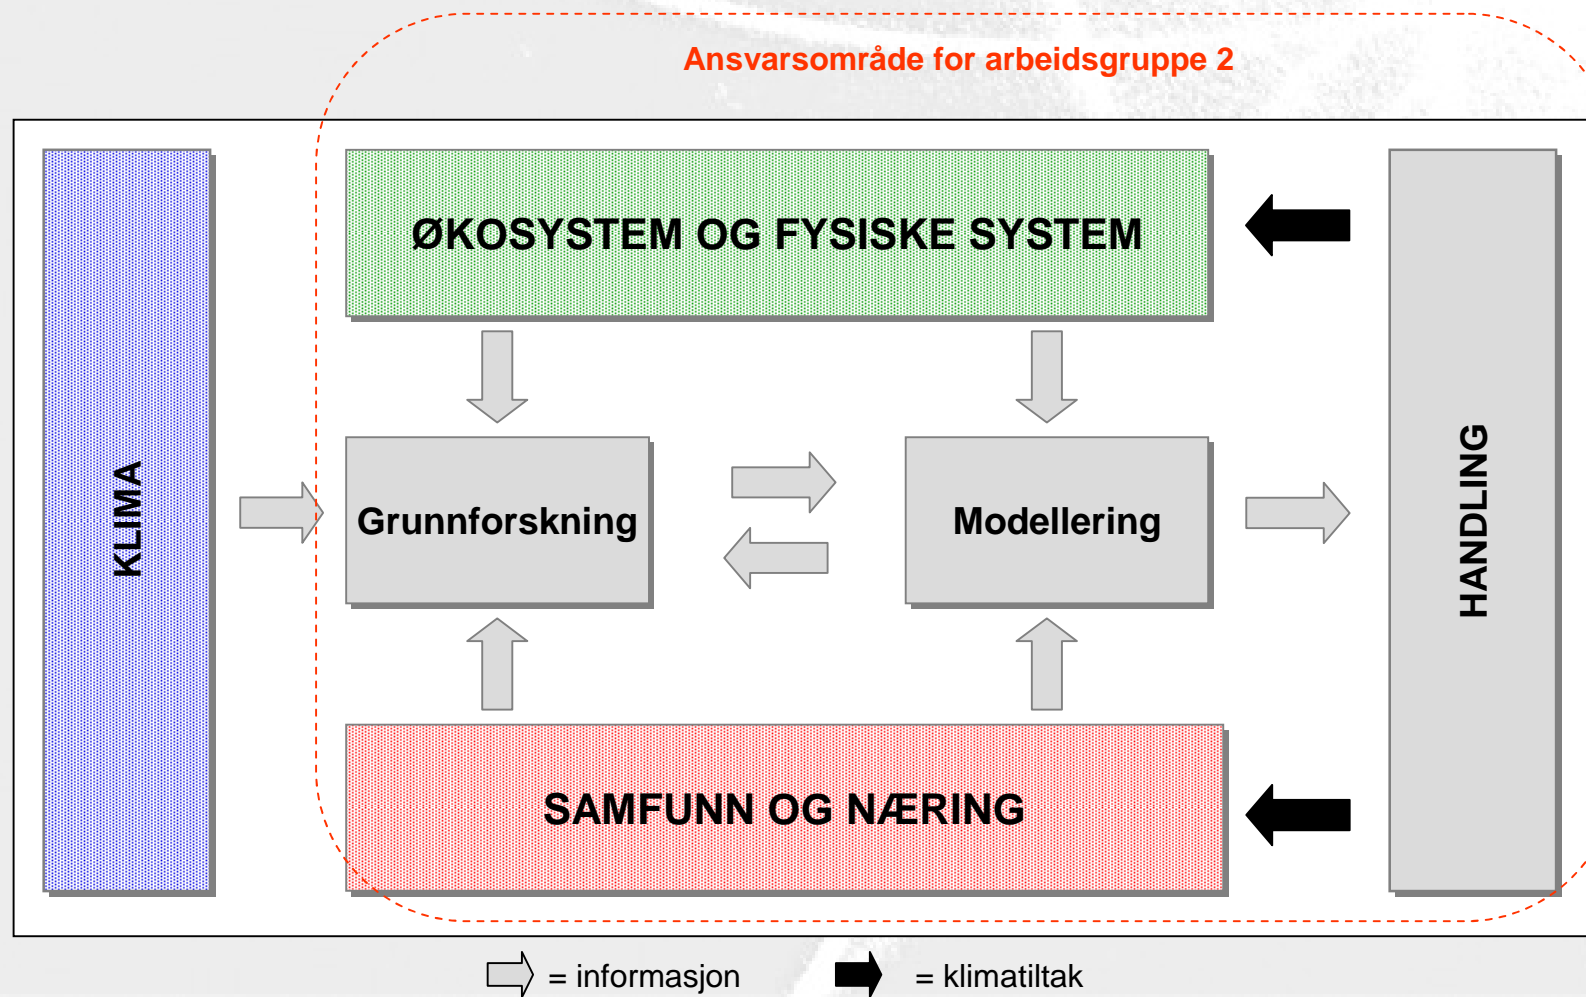 Ansvarsområde for arbeidsgruppe 2
KLIMA
ØKOSYSTEM OG FYSISKE SYSTEM
Grunnforskning
Modellering
HANDLING
SAMFUNN OG NÆRING
= informasjon
= klimatiltak